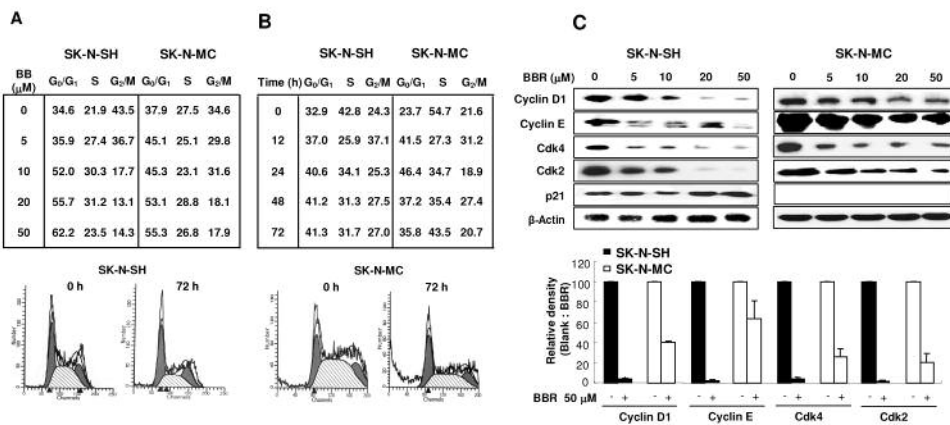 A
SK-N-SH SK-N-MC
BB (μM) G0/G1 S G2/M G0/G1 S G2/M
0 34.6 21.9 43.5 37.9 27.5 34.6
5 35.9 27.4 36.7 45.1 25.1 29.8
10 52.0 30.3 17.7 45.3 23.1 31.6
20 55.7 31.2 13.1 53.1 28.8 18.1
50 62.2 23.5 14.3 55.3 26.8 17.9
SK-N-SH
0 h 72 h
Number
Channels Channels
B
SK-N-SH SK-N-MC
Time (h) G0/G1 S G2/M G0/G1 S G2/M
0 32.9 42.8 24.3 23.7 54.7 21.6
12 37.0 25.9 37.1 41.5 27.3 31.2
24 40.6 34.1 25.3 46.4 34.7 18.9
48 41.2 31.3 27.5 37.2 35.4 27.4
72 41.3 31.7 27.0 35.8 43.5 20.7
SK-N-MC
0 h 72 h
Number Number
Channels Channels
C
SK-N-SH SK-N-MC
BBR (μM) 0 5 10 20 50 0 5 10 20 50
Cyclin D1
Cyclin E
Cdk4
Cdk2
p21
β-Actin
SK-N-SH
SK-N-MC
Relative density
(Blank : BBR)
120
100
80
60
40
20
0
BBR 50 μM - + - + - + - + - + - + - + - +
Cyclin D1 Cyclin E Cdk4 Cdk2